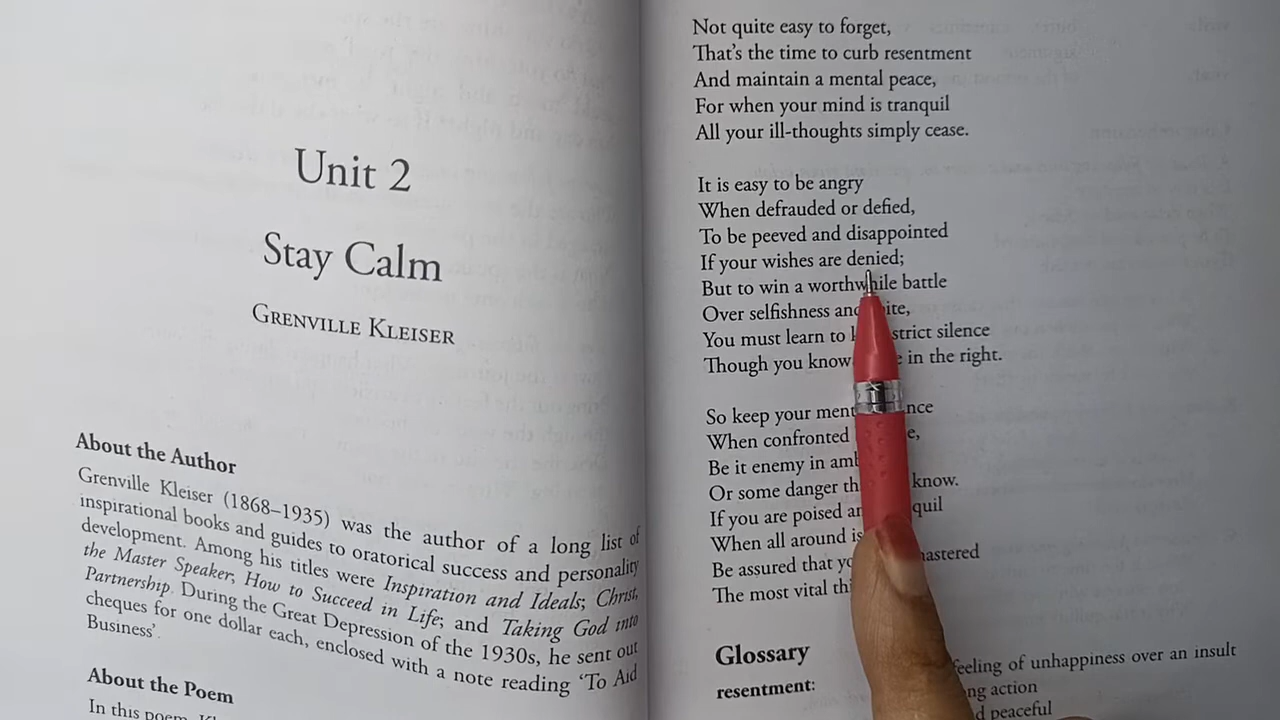 Unit 2
Stay Calm
GRENVILLE KLEISER
About the Author
Grenville Kleiser (1868–1935) was the author of a long list of
inspirational books and guides to oratorical success and personality
development. Among his titles were Inspiration and Ideals; Christ,
the Master Speaker; How to Succeed in Life; and Taking God into
Partnership. During the Great Depression of the 1930s, he sent out
cheques for one dollar each, enclosed with a note reading ‘To Aid
Business’.
About the Poem
In this poem,
Not quite easy to forget,
That's the time to curb resentment
And maintain a mental peace,
For when your mind is tranquil
All your ill-thoughts simply cease.
It is easy to be angry
When defrauded or defied,
To be peeved and disappointed
If your wishes are denied;
But to win a worthwhile battle
Over selfishness and
You must learn to strict silence
Though you know in the right.
So keep your
When confronted
Be it enemy in
Or some danger know.
If you are poised
When all around is
Be assured that
The most vital
Glossary
resentment: feeling of unhappiness over an insult
action
peaceful